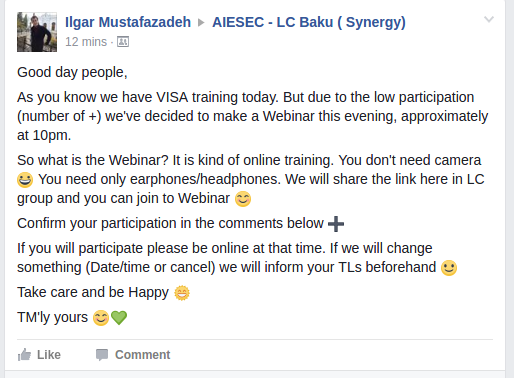 Ilgar Mustafazadeh ▸ AIESEC - LC Baku ( Synergy)
12 mins ·
Good day people,
As you know we have VISA training today. But due to the low participation
(number of +) we've decided to make a Webinar this evening, approximately
at 10pm.
So what is the Webinar? It is kind of online training. You don't need camera
😀 You need only earphones/headphones. We will share the link here in LC
group and you can join to Webinar 😊
Confirm your participation in the comments below ➕
If you will participate please be online at that time. If we will change
something (Date/time or cancel) we will inform your TLs beforehand 🙂
Take care and be Happy 😁
TM'ly yours 😊💚
Like Comment